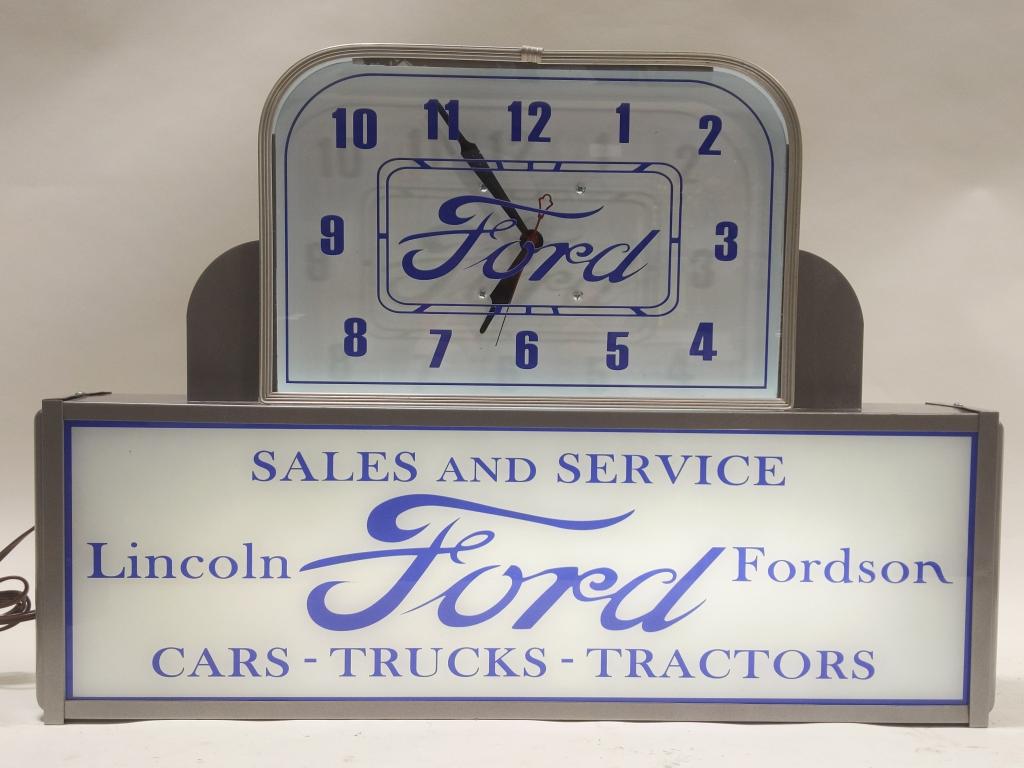 10 11 12 1 2
9 Ford 3
8 7 6 5 4
SALES AND SERVICE
Lincoln Ford Fordson
CARS - TRUCKS - TRACTORS